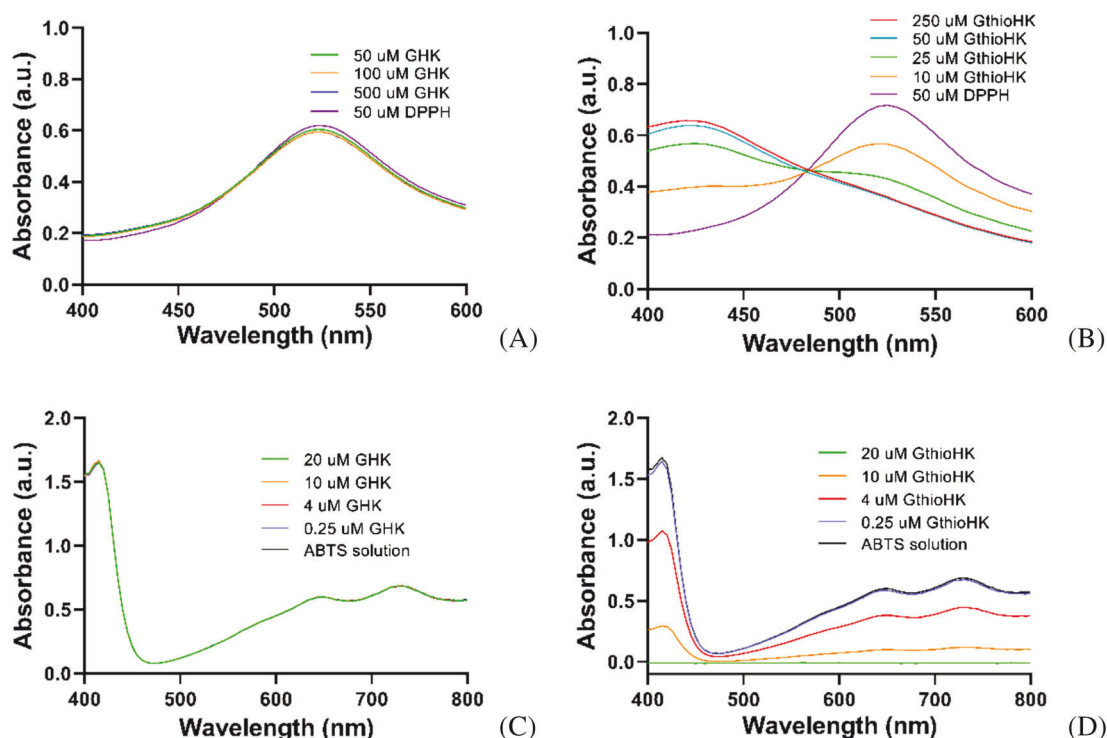 50 uM GHK
100 uM GHK
500 uM GHK
50 uM DPPH
Absorbance (a.u.)
1.0
0.8
0.6
0.4
0.2
0.0
400 450 500 550 600
Wavelength (nm)
(A)
250 uM GthioHK
50 uM GthioHK
25 uM GthioHK
10 uM GthioHK
50 uM DPPH
Absorbance (a.u.)
1.0
0.8
0.6
0.4
0.2
0.0
400 450 500 550 600
Wavelength (nm)
(B)
20 uM GHK
10 uM GHK
4 uM GHK
0.25 uM GHK
ABTS solution
Absorbance (a.u.)
2.0
1.5
1.0
0.5
0.0
400 500 600 700 800
Wavelength (nm)
(C)
20 uM GthioHK
10 uM GthioHK
4 uM GthioHK
0.25 uM GthioHK
ABTS solution
Absorbance (a.u.)
2.0
1.5
1.0
0.5
0.0
400 500 600 700 800
Wavelength (nm)
(D)